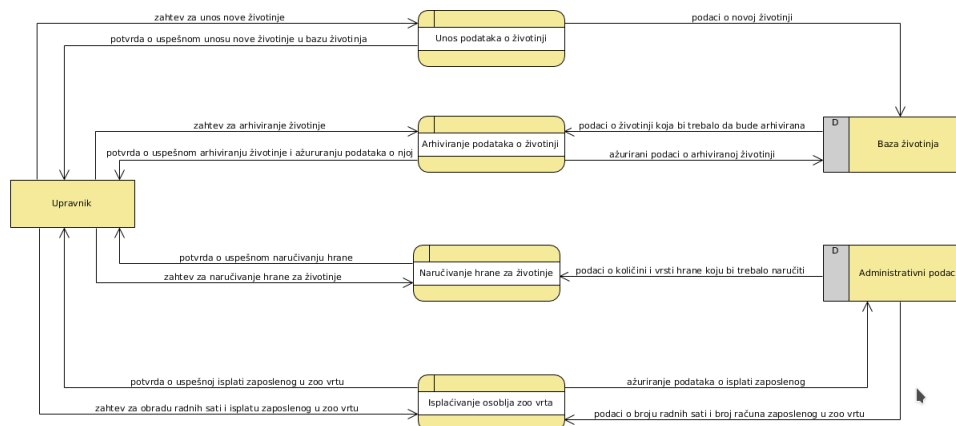 zahtev za unos nove životinje
podaci o novoj životinji
potvrda o uspešnom unosu nove životinje u bazu životinja
Unos podataka o životinji
zahtev za arhiviranje životinje
podaci o životinji koja bi trebalo da bude arhivirana
D
Arhiviranje podataka o životinji
Baza životinja
potvrda o uspešnom arhiviranju životinje i ažururanju podataka o njoj
ažurirani podaci o arhiviranoj životinji
Upravnik
potvrda o uspešnom naručivanju hrane
D
zahtev za naručivanje hrane za životinje
Naručivanje hrane za životinje
podaci o količini i vrsti hrane koju bi trebalo naručiti
Administrativni podac
potvrda o uspešnoj isplati zaposlenog u zoo vrtu
ažuriranje podataka o isplati zaposlenog
zahtev za obradu radnih sati i isplatu zaposlenog u zoo vrtu
Isplaćivanje osoblja zoo vrta
podaci o broju radnih sati i broj računa zaposlenog u zoo vrtu